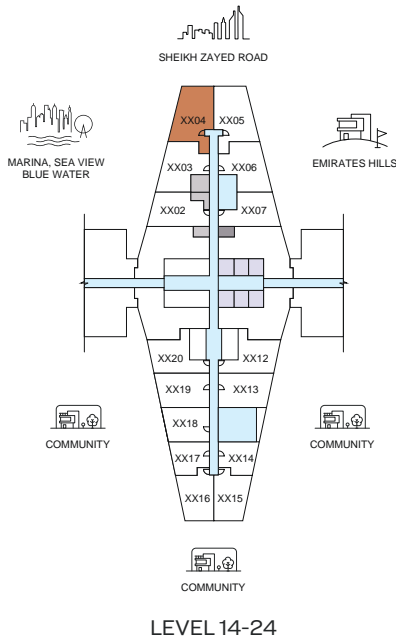 SHEIKH ZAYED ROAD
MARINA, SEA VIEW
BLUE WATER
EMIRATES HILLS
XX04
XX05
XX03
XX06
XX02
XX07
XX20
XX12
XX19
XX13
XX18
XX17
XX14
XX16
XX15
COMMUNITY
COMMUNITY
COMMUNITY
LEVEL 14-24